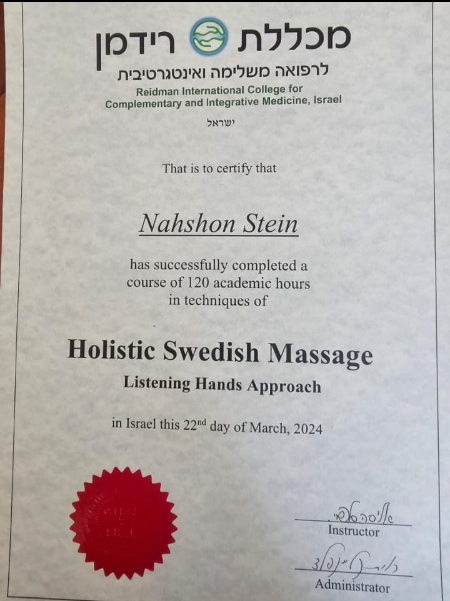 מכללת רידמן
לרפואה משלימה ואינטגרטיבית
Reidman International College for
Complementary and Integrative Medicine, Israel
ישראל
That is to certify that
Nahshon Stein
has successfully completed a
course of 120 academic hours
in techniques of
Holistic Swedish Massage
Listening Hands Approach
in Israel this 22nd day of March, 2024
Instructor
Administrator